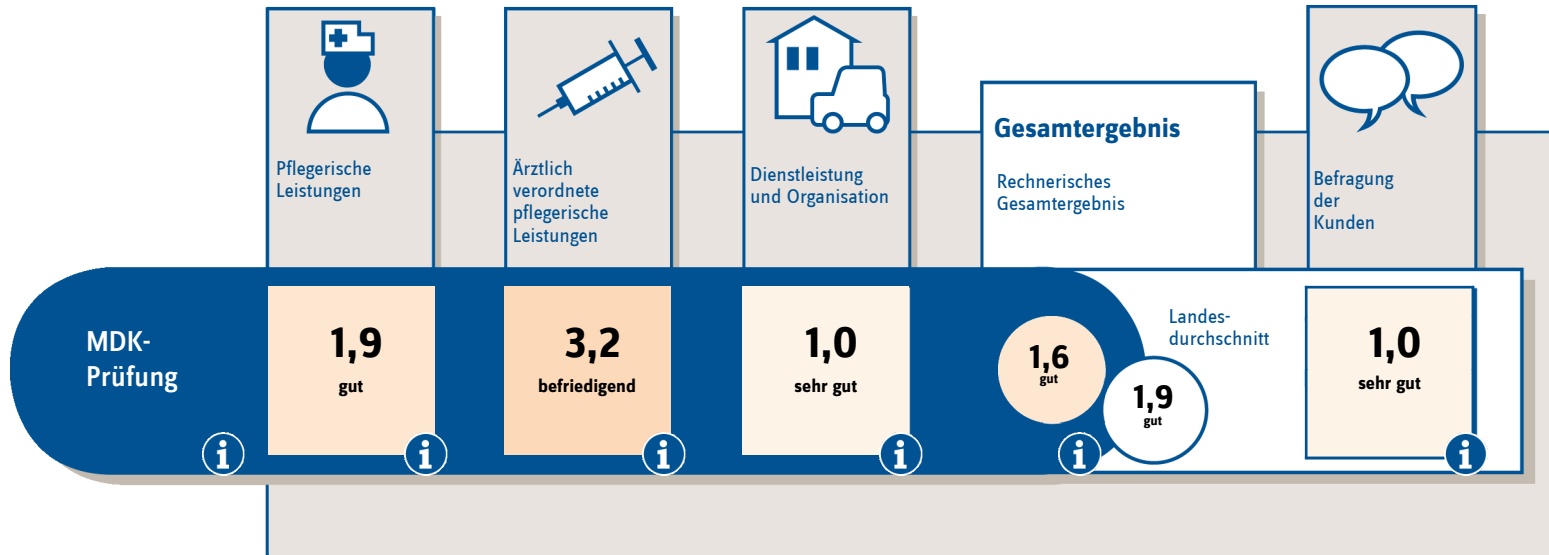 Pflegerische
Leistungen
Ärztlich
verordnete
pflegerische
Leistungen
Dienstleistung
und Organisation
Gesamtergebnis
Rechnerisches
Gesamtergebnis
Befragung
der
Kunden
MDK-
Prüfung
i
1,9
gut
i
3,2
befriedigend
i
1,0
sehr gut
i
1,6
gut
i
Landes-
durchschnitt
1,9
gut
1,0
sehr gut
i